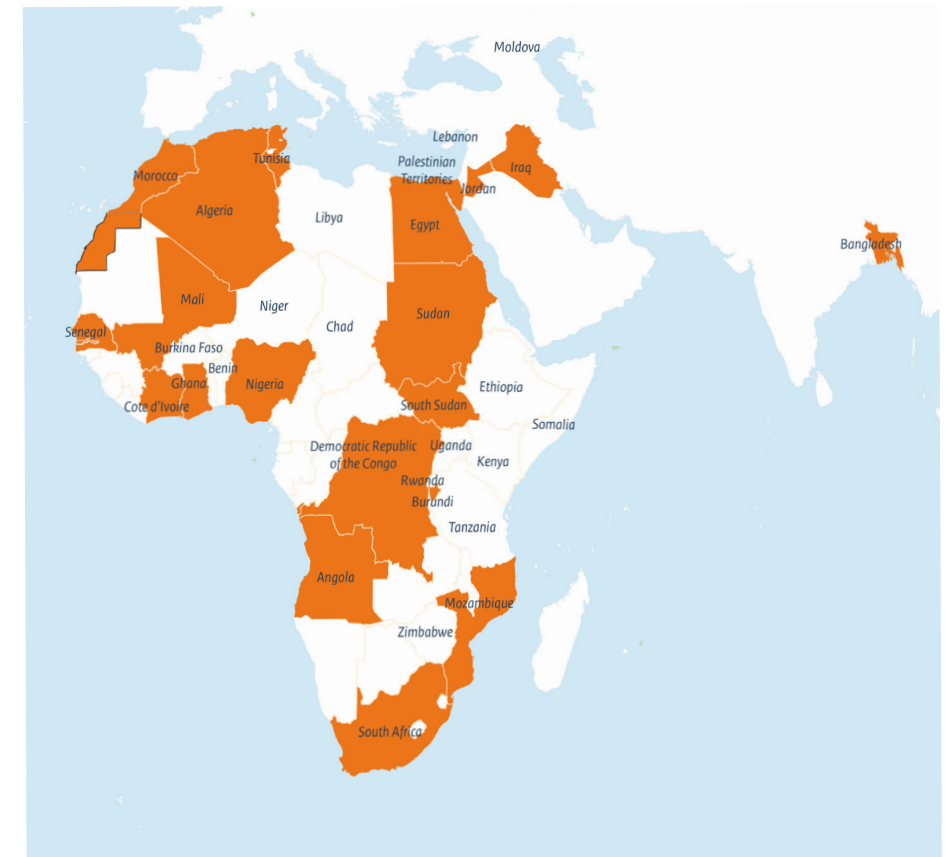 Moldova
Lebanon
Tunisia
Palestinian
Territories
Iraq
Morocco
Jordan
Algeria
Libya
Egypt
Bangladesh
Mali
Niger
Sudan
Chad
Senegal
Burkina Faso
Benin
Ghana
Nigeria
Ethiopia
Cote d'Ivoire
South Sudan
Somalia
Democratic Republic
of the Congo
Uganda
Kenya
Rwanda
Burundi
Tanzania
Angola
Mozambique
Zimbabwe
South Africa